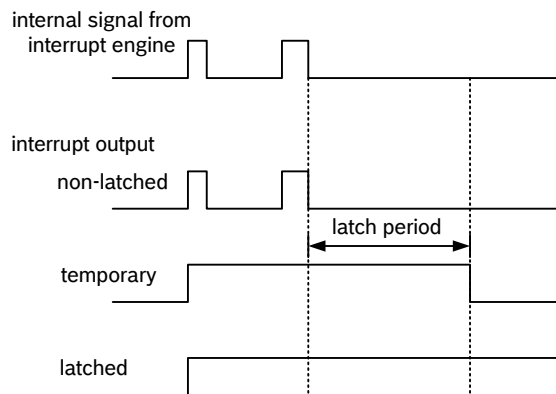 internal signal from
interrupt engine
interrupt output
non-latched
latch period
temporary
latched